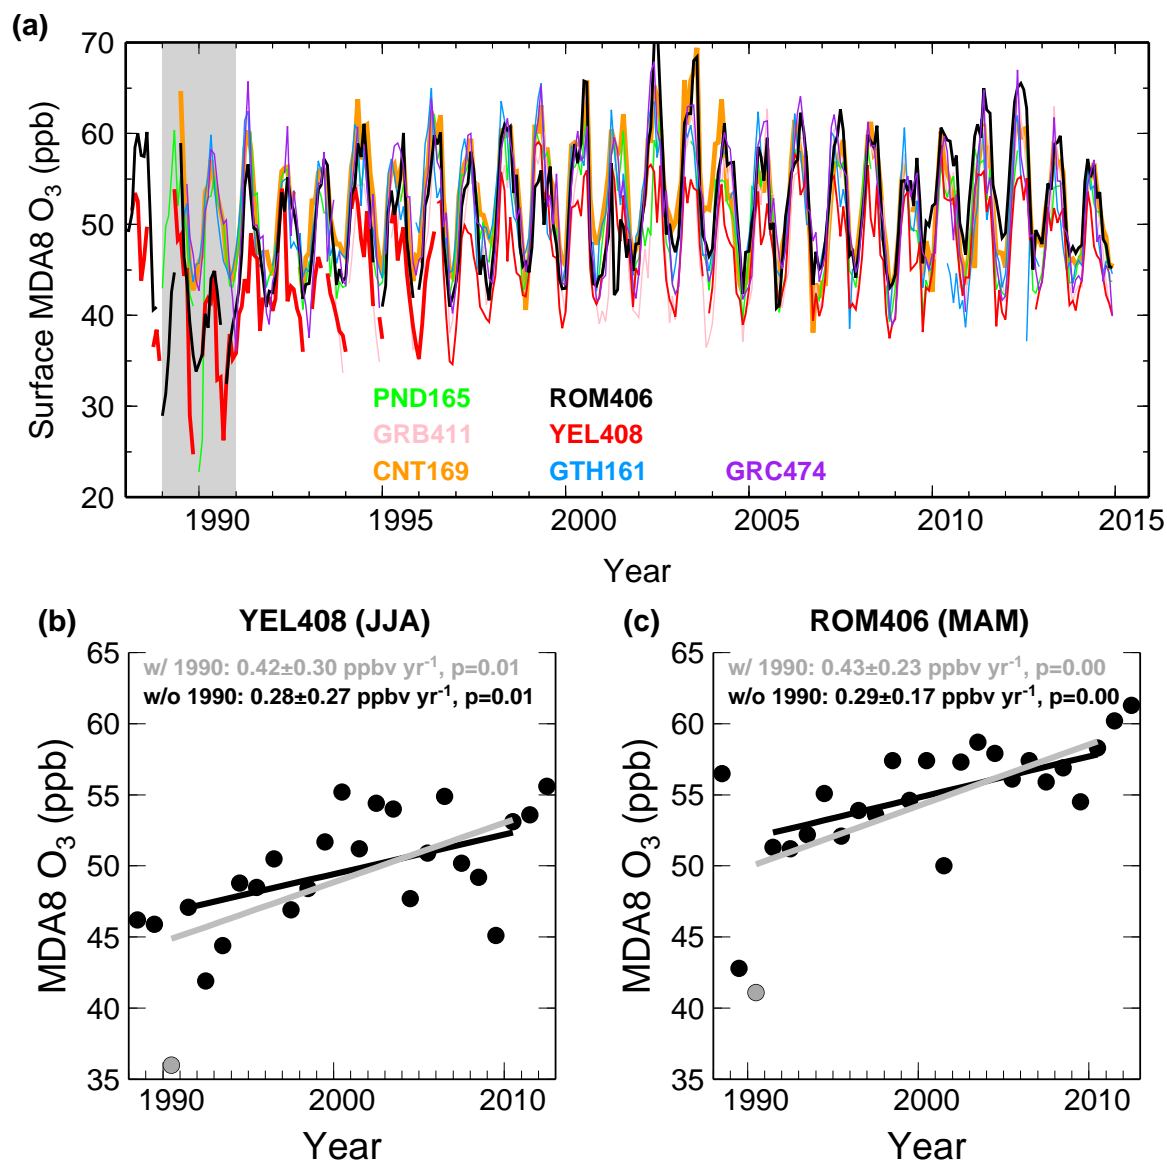 (a)
70
60
50
40
30
20
Surface MDA8 O3 (ppb)
PND165 ROM406
GRB411 YEL408
CNT169 GTH161 GRC474
1990 1995 2000 2005 2010 2015
Year
(b) YEL408 (JJA)
w/ 1990: 0.42±0.30 ppbv yr-1, p=0.01
w/o 1990: 0.28±0.27 ppbv yr-1, p=0.01
65
60
55
50
45
40
35
MDA8 O3 (ppb)
1990 2000 2010
Year
(c) ROM406 (MAM)
w/ 1990: 0.43±0.23 ppbv yr-1, p=0.00
w/o 1990: 0.29±0.17 ppbv yr-1, p=0.00
65
60
55
50
45
40
35
MDA8 O3 (ppb)
1990 2000 2010
Year